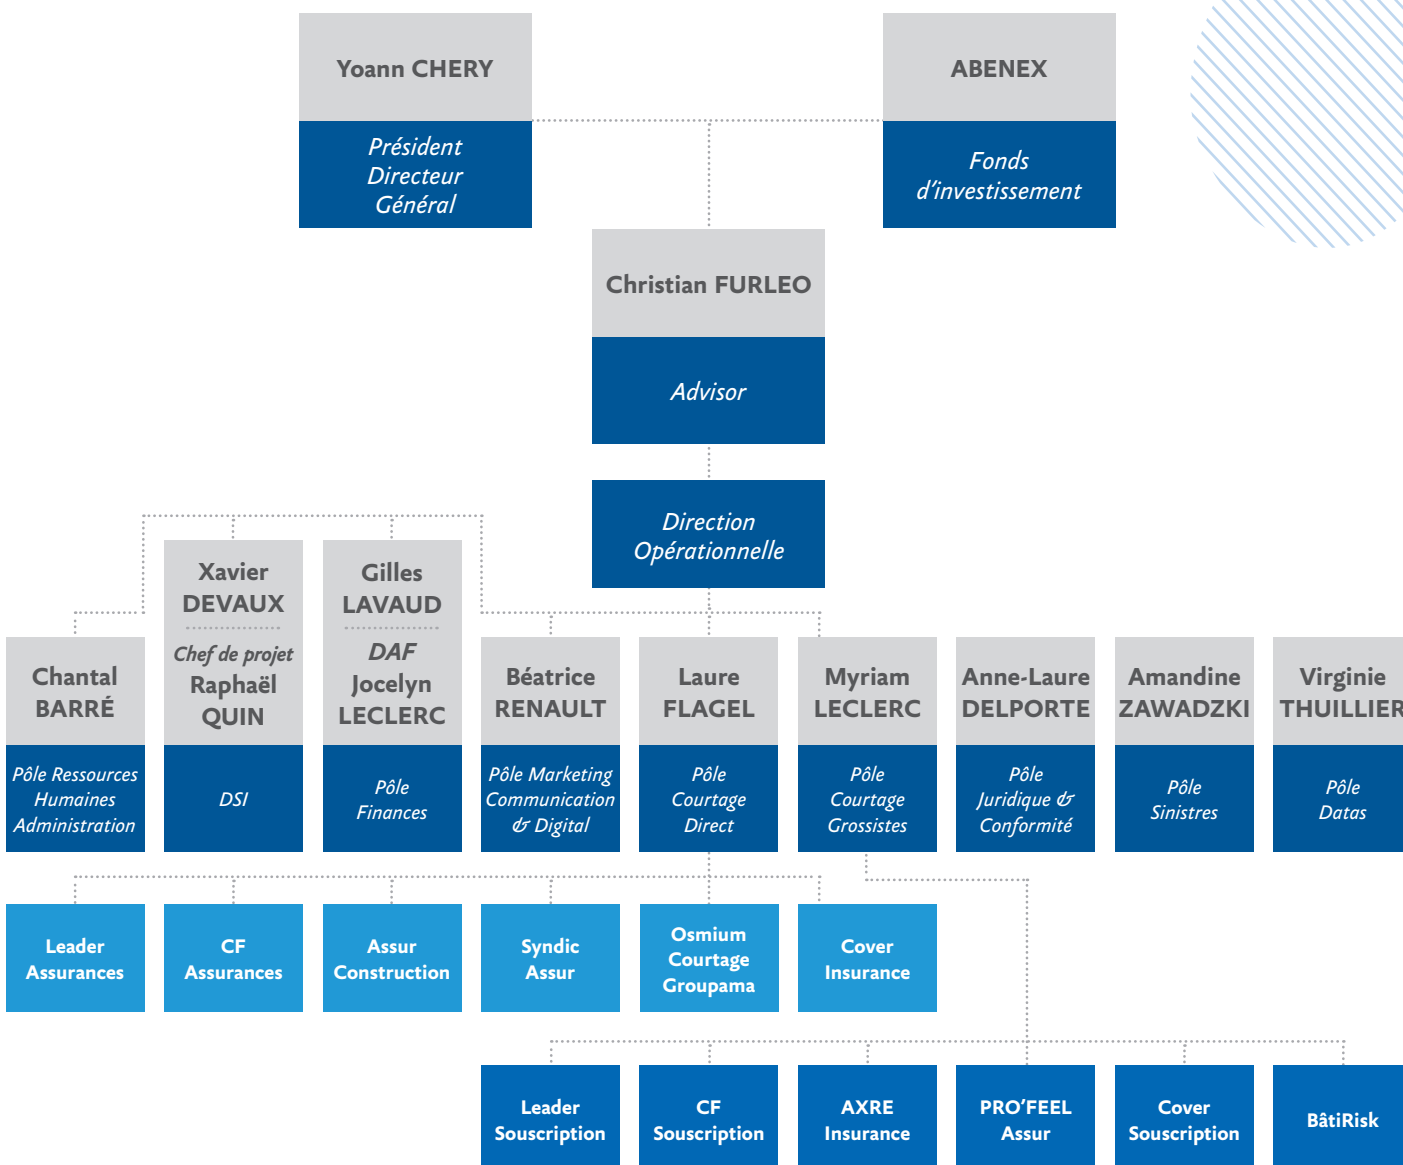 Yoann CHERY
Président
Directeur
Général
ABENEX
Fonds
d’investissement
Christian FURLEO
Advisor
Direction
Opérationnelle
Chantal
BARRÉ
Pôle Ressources
Humaines
Administration
Xavier
DEVAUX
Chef de projet
Raphaël
QUIN
DSI
Gilles
LAVAUD
DAF
Jocelyn
LECLERC
Pôle
Finances
Béatrice
RENAULT
Pôle Marketing
Communication
& Digital
Laure
FLAGEL
Pôle
Courtage
Direct
Myriam
LECLERC
Pôle
Courtage
Grossistes
Anne-Laure
DELPORTE
Pôle
Juridique &
Conformité
Amandine
ZAWADZKI
Pôle
Sinistres
Virginie
THUILLIER
Pôle
Datas
Leader
Assurances
CF
Assurances
Assur
Construction
Syndic
Assur
Osmium
Courtage
Groupama
Cover
Insurance
Leader
Souscription
CF
Souscription
AXRE
Insurance
PRO’FEEL
Assur
Cover
Souscription
BâtiRisk